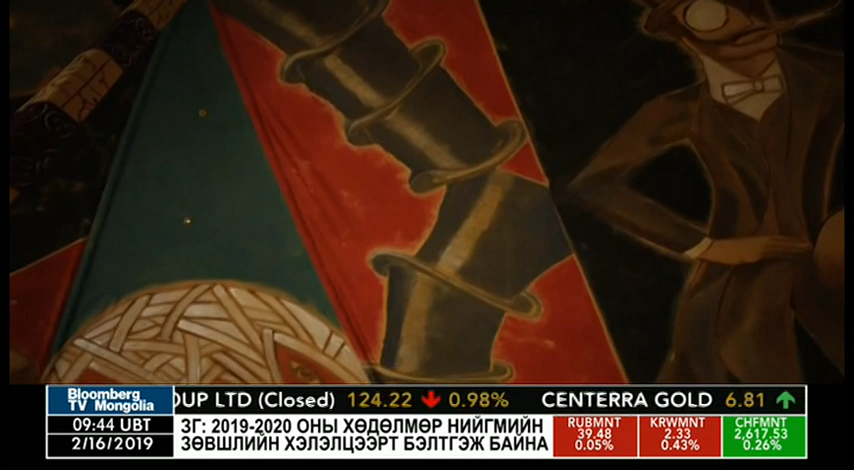 Bloomberg
TV Mongolia
OUP LTD (Closed) 124.22 0.98% CENTERRA GOLD 6.81
09:44 UBT
2/16/2019
ЗГ: 2019-2020 ОНЫ ХӨДӨЛМӨР НИЙГМИЙН
ЗӨВШЛИЙН ХЭЛЭЛЦЭЭРТ БЭЛТГЭЖ БАЙНА
RUBMNT
39.48
0.05%
KRWMNT
2.33
0.43%
CHFMNT
2,617.53
0.26%